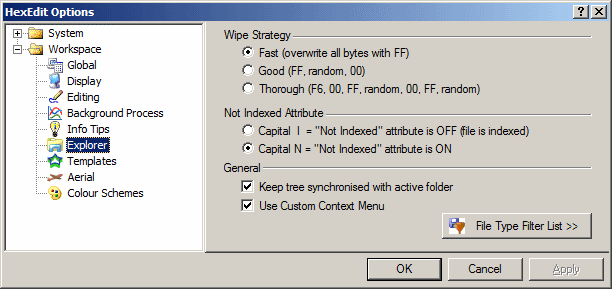 HexEdit Options
System
Workspace
Global
Display
Editing
Background Process
Info Tips
Explorer
Templates
Aerial
Colour Schemes
Wipe Strategy
Fast (overwrite all bytes with FF)
Good (FF, random, 00)
Thorough (F6, 00, FF, random, 00, FF, random)
Not Indexed Attribute
Capital I = "Not Indexed" attribute is OFF (file is indexed)
Capital N = "Not Indexed" attribute is ON
General
Keep tree synchronised with active folder
Use Custom Context Menu
File Type Filter List >>
OK
Cancel
Apply